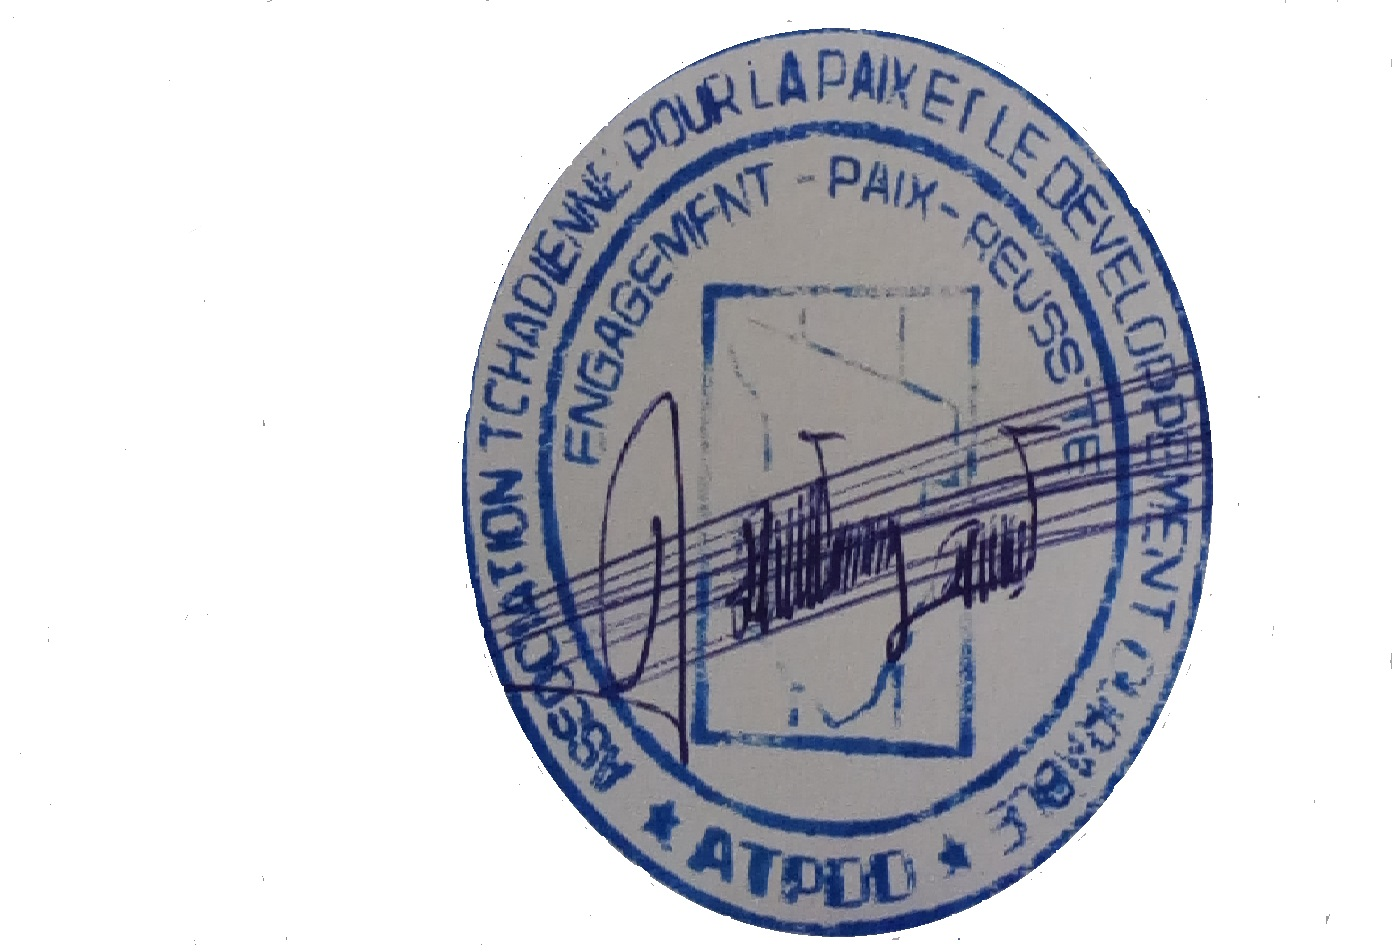 ASSOCIATION TCHADIENNE POUR LA PAIX ET LE DEVELOPPEMENT DURABLE
ENGAGEMENT - PAIX - REUSSITE
★ ATPDD ★